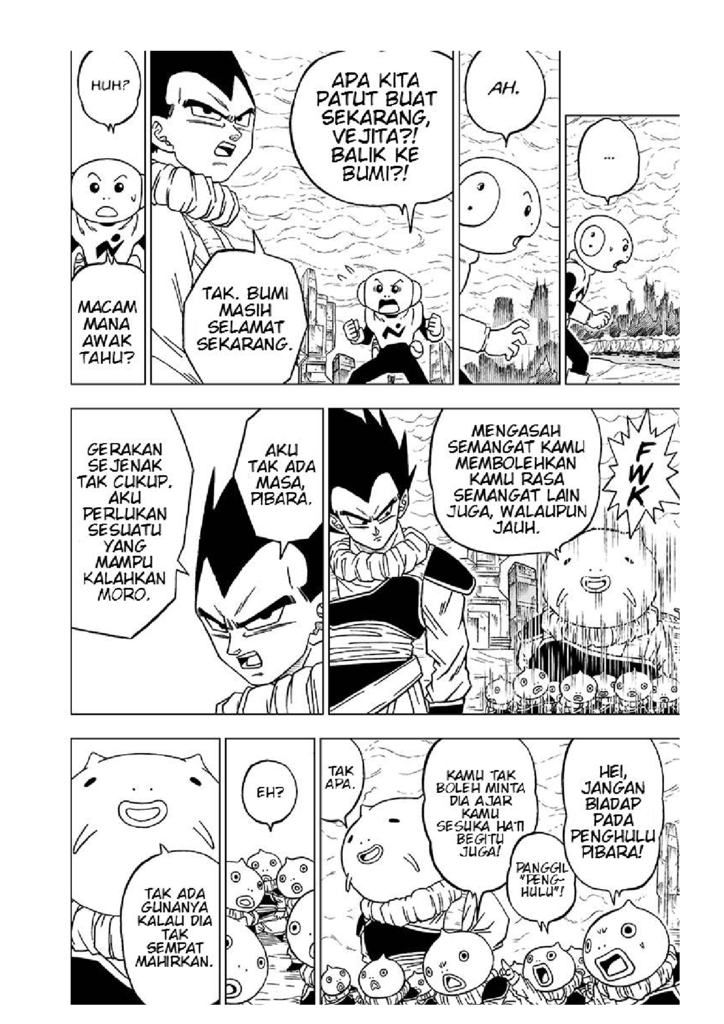 ...
AH.
APA KITA
PATUT BUAT
SEKARANG,
VEJITA?!
BALIK KE
BUMI?!
TAK. BUMI
MASIH
SELAMAT
SEKARANG.
HUH?
MACAM
MANA
AWAK
TAHU?
FWK
MENGASAH
SEMANGAT KAMU
MEMBOLEHKAN
KAMU RASA
SEMANGAT LAIN
JUGA, WALAUPUN
JAUH.
AKU
TAK ADA
MASA,
PIBARA.
GERAKAN
SEJENAK
TAK CUKUP.
AKU
PERLUKAN
SESUATU
YANG
MAMPU
KALAHKAN
MORO.
HEI,
JANGAN
BIADAP
PADA
PENGHULU
PIBARA!
PANGGIL
"PENG-
HULU"!
KAMU TAK
BOLEH MINTA
DIA AJAR
KAMU
SESUKA HATI
BEGITU
JUGA!
TAK
APA.
EH?
TAK ADA
GUNANYA
KALAU DIA
TAK
SEMPAT
MAHIRKAN.